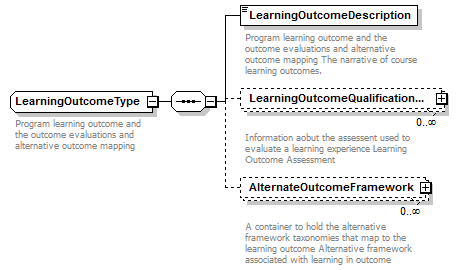 LearningOutcomeDescription
Program learning outcome and the
outcome evaluations and alternative
outcome mapping The narrative of course
learning outcomes.
LearningOutcomeType
Program learning outcome and
the outcome evaluations and
alternative outcome mapping
LearningOutcomeQualification...
0..∞
Information aobut the assessent used to
evaluate a learning experience Learning
Outcome Assessment
AlternateOutcomeFramework
0..∞
A container to hold the alternative
framework taxonomies that map to the
learning outcome Alternative framework
associated with learning in outcome